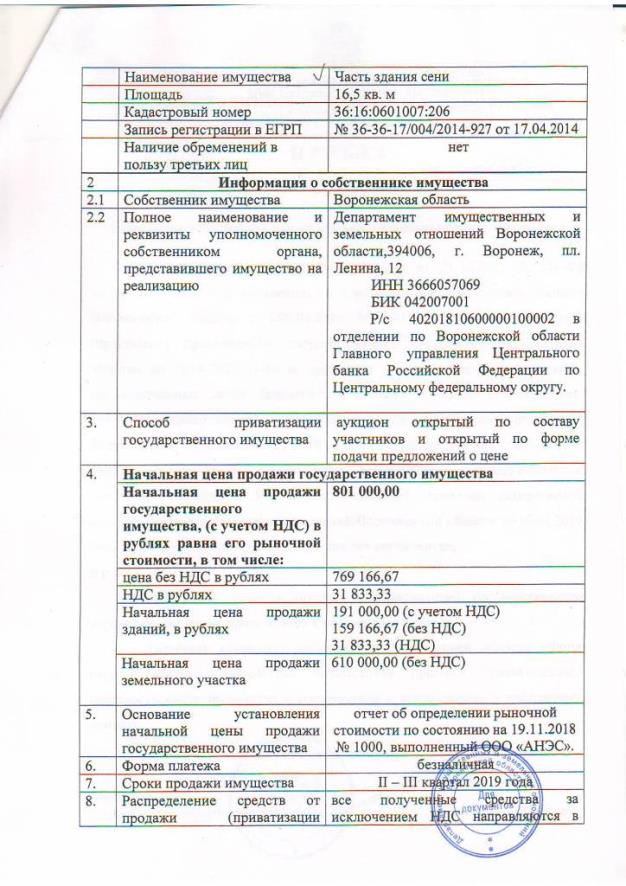 Наименование имущества Часть здания сени
Площадь 16,5 кв. м
Кадастровый номер 36:16:0601007:206
Запись регистрации в ЕГРП № 36-36-17/004/2014-927 от 17.04.2014
Наличие обременений в нет
пользу третьих лиц
2 Информация о собственнике имущества
2.1 Собственник имущества Воронежская область
2.2 Полное наименование и
реквизиты уполномоченного
собственником органа,
представившего имущество на
реализацию
Департамент имущественных и
земельных отношений Воронежской
области,394006, г. Воронеж, пл.
Ленина, 12
ИНН 3666057069
БИК 042007001
Р/с 40201810600000100002 в
отделении по Воронежской области
Главного управления Центрального
банка Российской Федерации по
Центральному федеральному округу.
3. Способ приватизации
государственного имущества
аукцион открытый по составу
участников и открытый по форме
подачи предложений о цене
4. Начальная цена продажи государственного имущества
Начальная цена продажи
государственного
имущества, (с учетом НДС) в
рублях равна его рыночной
стоимости, в том числе:
801 000,00
цена без НДС в рублях 769 166,67
НДС в рублях 31 833,33
Начальная цена продажи
зданий, в рублях
191 000,00 (с учетом НДС)
159 166,67 (без НДС)
31 833,33 (НДС)
Начальная цена продажи
земельного участка
610 000,00 (без НДС)
5. Основание установления
начальной цены продажи
государственного имущества
отчет об определении рыночной
стоимости по состоянию на 19.11.2018
№ 1000, выполненный ООО «АНЭС».
6. Форма платежа безналичная
7. Сроки продажи имущества II – III квартал 2019 года
8. Распределение средств от
продажи (приватизации
все полученные средства за
исключением НДС направляются в
Для
документов